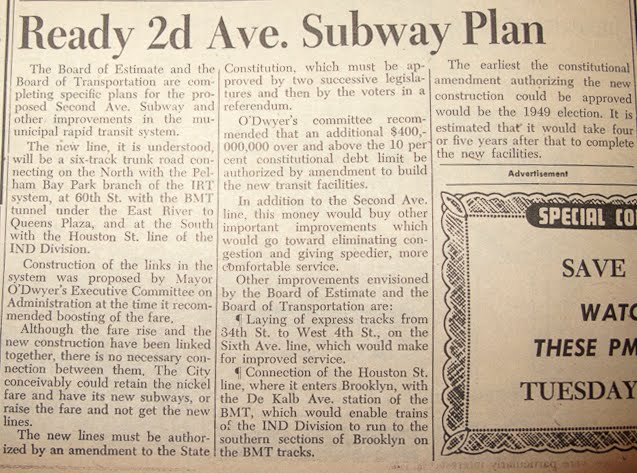 Ready 2d Ave. Subway Plan
The Board of Estimate and the
Board of Transportation are com-
pleting specific plans for the pro-
posed Second Ave. Subway and
other improvements in the mu-
municipal rapid transit system.
The new line, it is understood,
will be a six-track trunk road con-
necting on the North with the Pel-
ham Bay Park branch of the IRT
system, at 60th St. with the BMT
tunnel under the East River to
Queens Plaza, and at the South
with the Houston St. line of the
IND Division.
Construction of the links in the
system was proposed by Mayor
O'Dwyer's Executive Committee on
Administration at the time it recom-
mended boosting of the fare.
Although the fare rise and the
new construction have been linked
together, there is no necessary con-
nection between them. The City
conceivably could retain the nickel
fare and have its new subways, or
raise the fare and not get the new
lines.
The new lines must be author-
ized by an amendment to the State
Constitution, which must be ap-
proved by two successive legisla-
tures and then by the voters in a
referendum.
O'Dwyer's committee recom-
mended that an additional $400,-
000,000 over and above the 10 per
cent constitutional debt limit be
authorized by amendment to build
the new transit facilities.
In addition to the Second Ave.
line, this money would buy other
important improvements which
would go toward eliminating con-
gestion and giving speedier, more
comfortable service.
Other improvements envisioned
by the Board of Estimate and the
Board of Transportation are:
¶ Laying of express tracks from
34th St. to West 4th St., on the
Sixth Ave. line, which would make
for improved service.
¶ Connection of the Houston St.
line, where it enters Brooklyn, with
the De Kalb Ave. station of the
BMT, which would enable trains
of the IND Division to run to the
southern sections of Brooklyn on
the BMT tracks.
The earliest the constitutional
amendment authorizing the new
construction could be approved
would be the 1949 election. It is
estimated that it would take four
or five years after that to complete
the new facilities.
Advertisement
SPECIAL CO
SAVE
WATC
THESE PM
TUESDAY